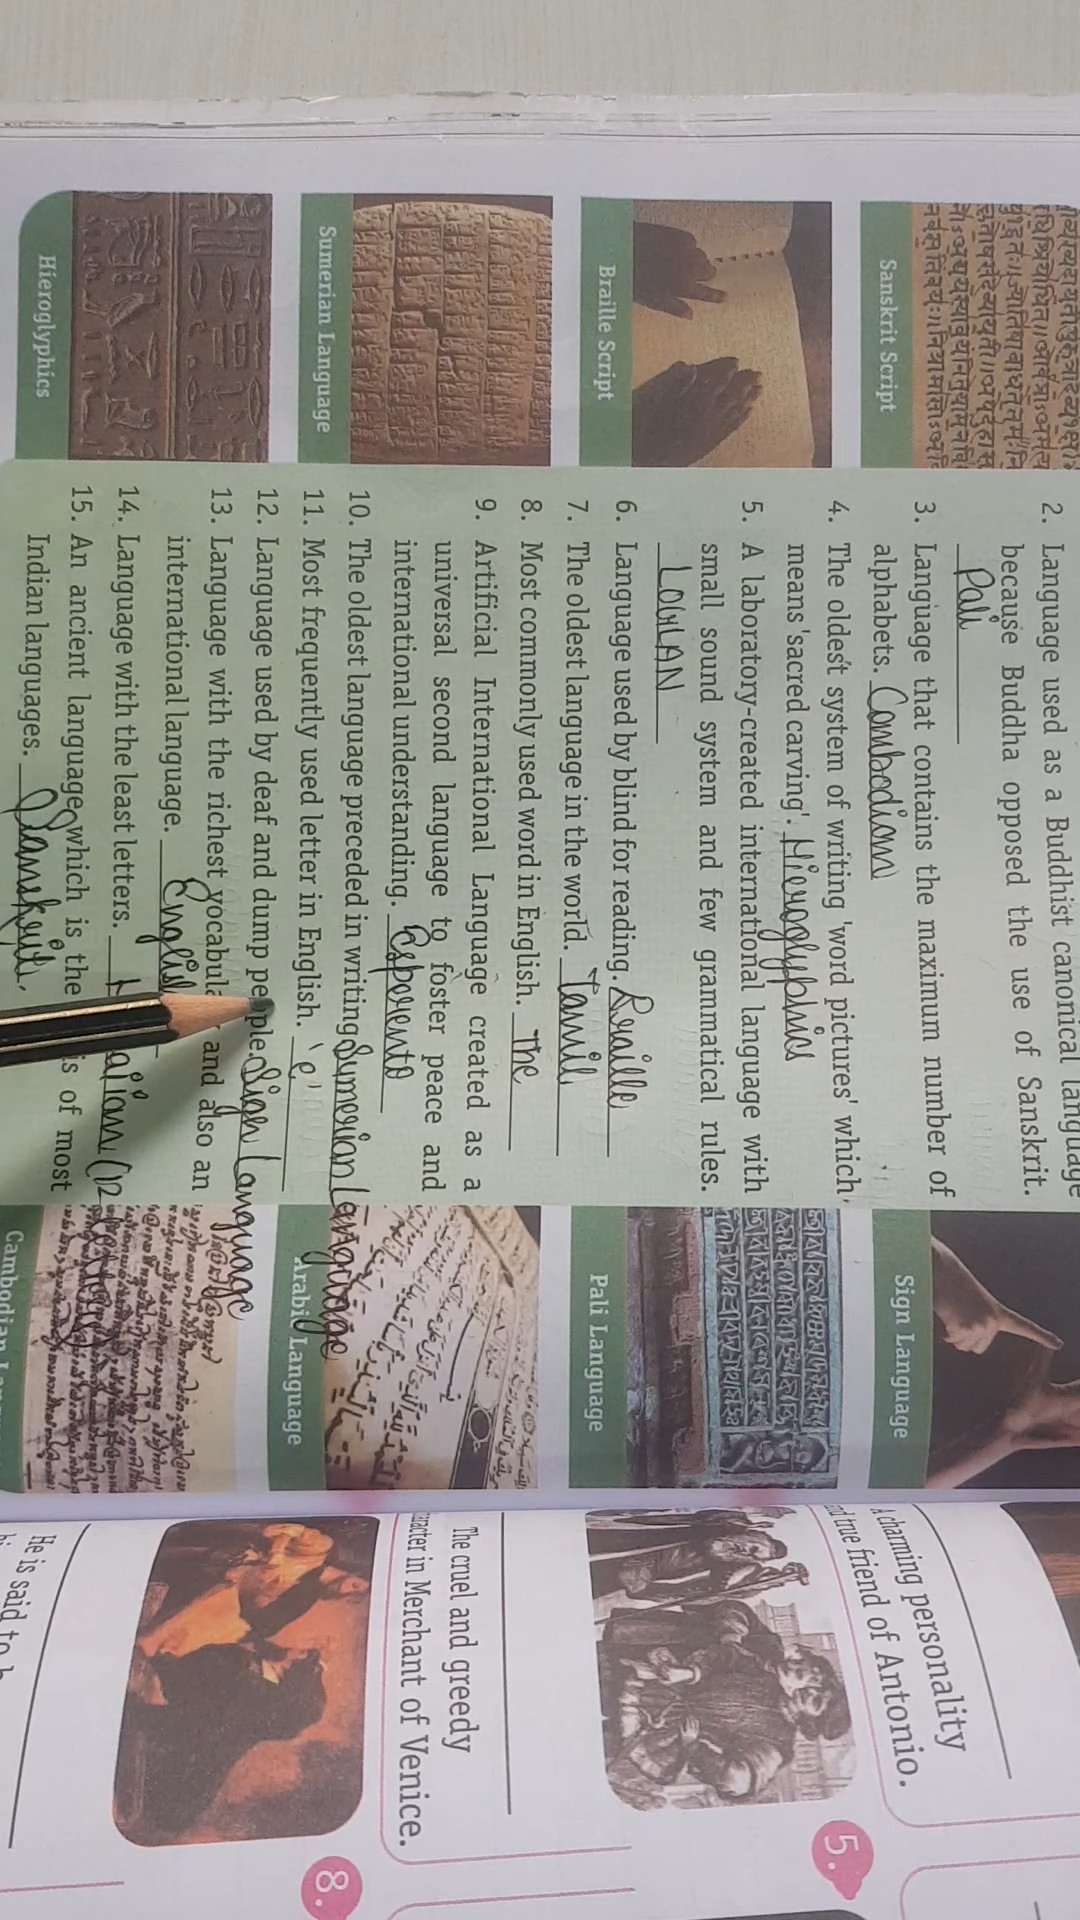 Sanskrit Script
Braille Script
Sumerian Language
Hieroglyphics
2. Language used as a Buddhist canonical language
because Buddha opposed the use of Sanskrit.
Pali
3. Language that contains the maximum number of
alphabets. Cambodian
4. The oldest system of writing 'word pictures' which
means 'sacred carving'. Hieroglyphics
5. A laboratory-created international language with
small sound system and few grammatical rules.
LOGLAN
6. Language used by blind for reading. Braille
7. The oldest language in the world. Tamil
8. Most commonly used word in English. The
9. Artificial International Language created as a
universal second language to foster peace and
international understanding. Esperento
10. The oldest language preceded in writing Sumerian Language
11. Most frequently used letter in English. 'e'
12. Language used by deaf and dump people. Sign Language
13. Language with the richest vocabulary and also an
international language. English
14. Language with the least letters. (12
15. An ancient language which is the is of most
Indian languages. Sanskrit.
Sign Language
Pali Language
Arabic Language
Cambodian
A charming personality
and true friend of Antonio.
5.
The cruel and greedy
character in Merchant of Venice.
8.
He is said to